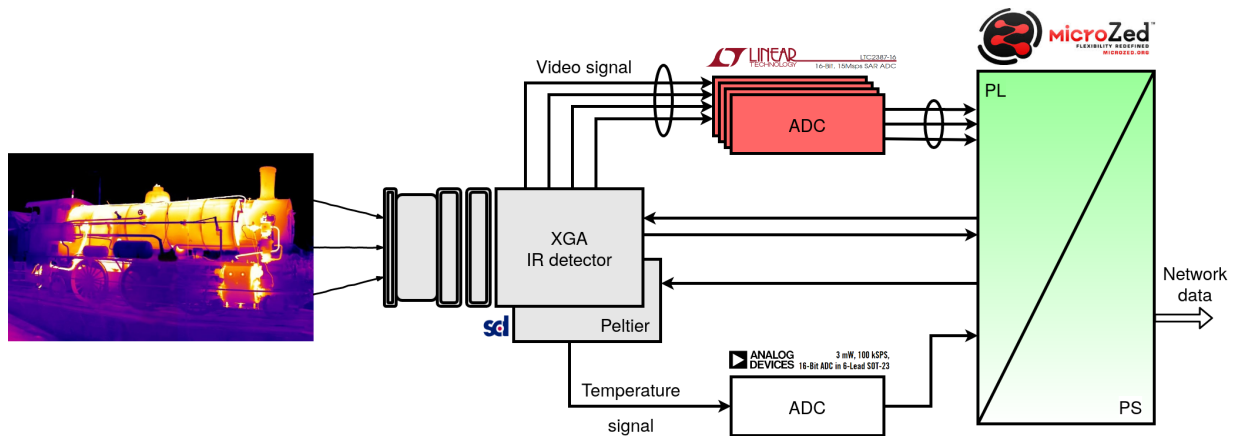 MICROZED™
FLEXIBILITY REDEFINED
MICROZED.ORG
LINEAR
TECHNOLOGY
LTC2387-16
16-BIT, 15Msps SAR ADC
Video signal
ADC
PL
XGA
IR detector
Peltier
scd
Network
data
ANALOG
DEVICES
3 mW, 100 kSPS,
16-Bit ADC in 6-Lead SOT-23
Temperature
signal
ADC
PS